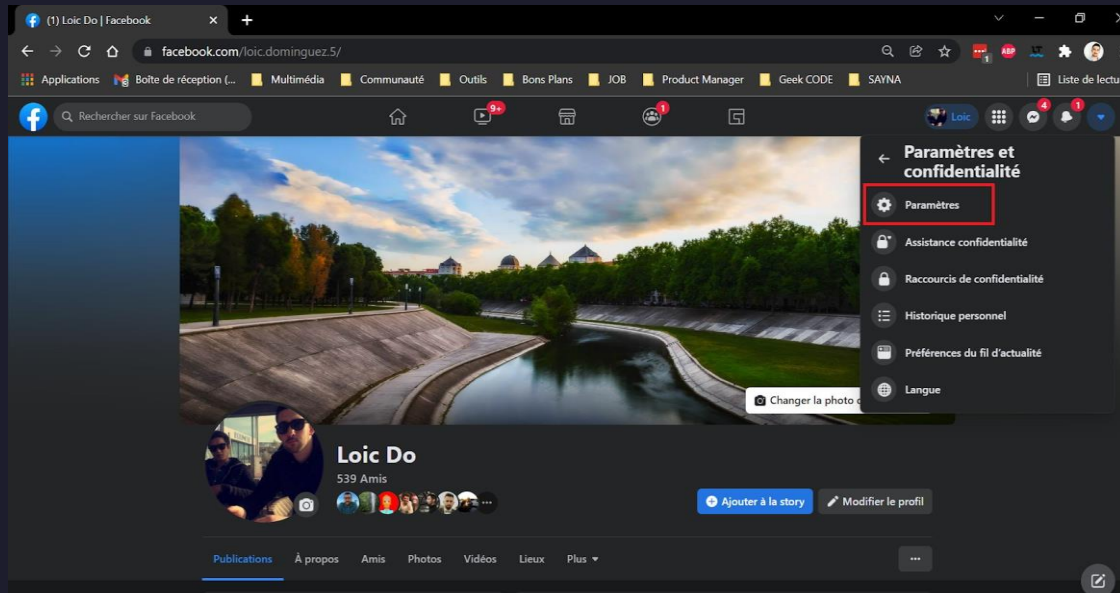 (1) Loic Do | Facebook
facebook.com/loic.dominguez.5/
ABP
LT
1
Applications
Boîte de réception (...
Multimédia
Communauté
Outils
Bons Plans
JOB
Product Manager
Geek CODE
SAYNA
Liste de lectu
Rechercher sur Facebook
9+
1
Loic
4
1
Paramètres et
confidentialité
Paramètres
Assistance confidentialité
Raccourcis de confidentialité
Historique personnel
Préférences du fil d'actualité
Langue
Changer la photo
Loic Do
539 Amis
Ajouter à la story
Modifier le profil
Publications
À propos
Amis
Photos
Vidéos
Lieux
Plus